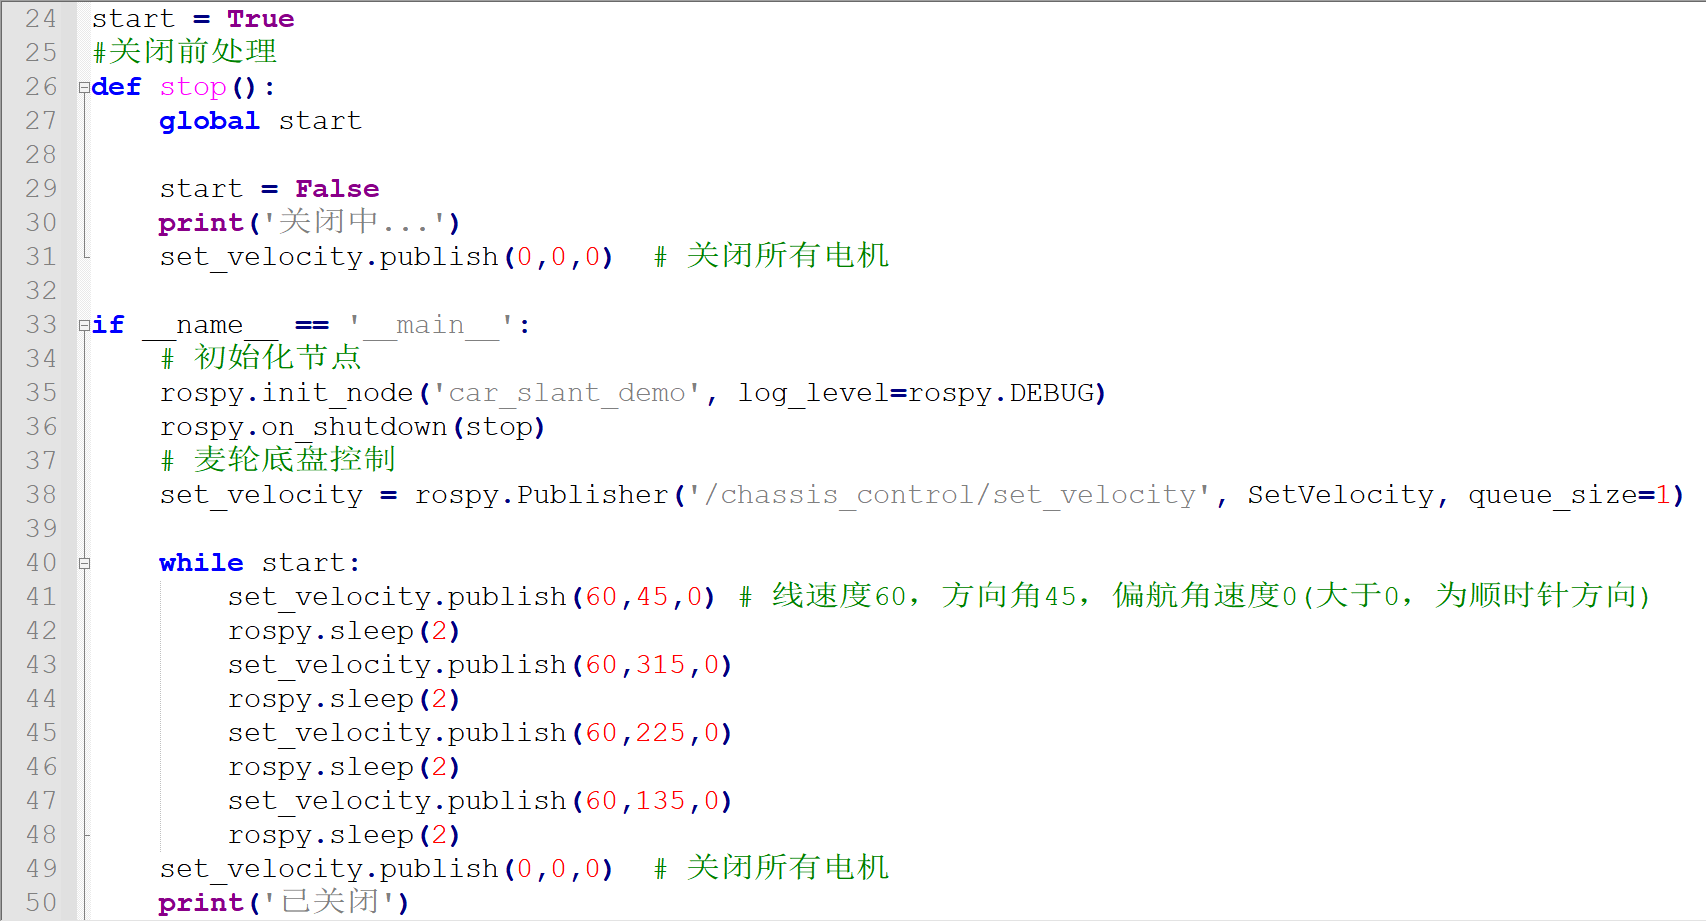 24 start = True
25 #关闭前处理
26 def stop():
27     global start
28
29     start = False
30     print('关闭中...')
31     set_velocity.publish(0,0,0)  # 关闭所有电机
32
33 if __name__ == '__main__':
34     # 初始化节点
35     rospy.init_node('car_slant_demo', log_level=rospy.DEBUG)
36     rospy.on_shutdown(stop)
37     # 麦轮底盘控制
38     set_velocity = rospy.Publisher('/chassis_control/set_velocity', SetVelocity, queue_size=1)
39
40     while start:
41         set_velocity.publish(60,45,0) # 线速度60，方向角45，偏航角速度0(大于0，为顺时针方向)
42         rospy.sleep(2)
43         set_velocity.publish(60,315,0)
44         rospy.sleep(2)
45         set_velocity.publish(60,225,0)
46         rospy.sleep(2)
47         set_velocity.publish(60,135,0)
48         rospy.sleep(2)
49     set_velocity.publish(0,0,0)  # 关闭所有电机
50     print('已关闭')